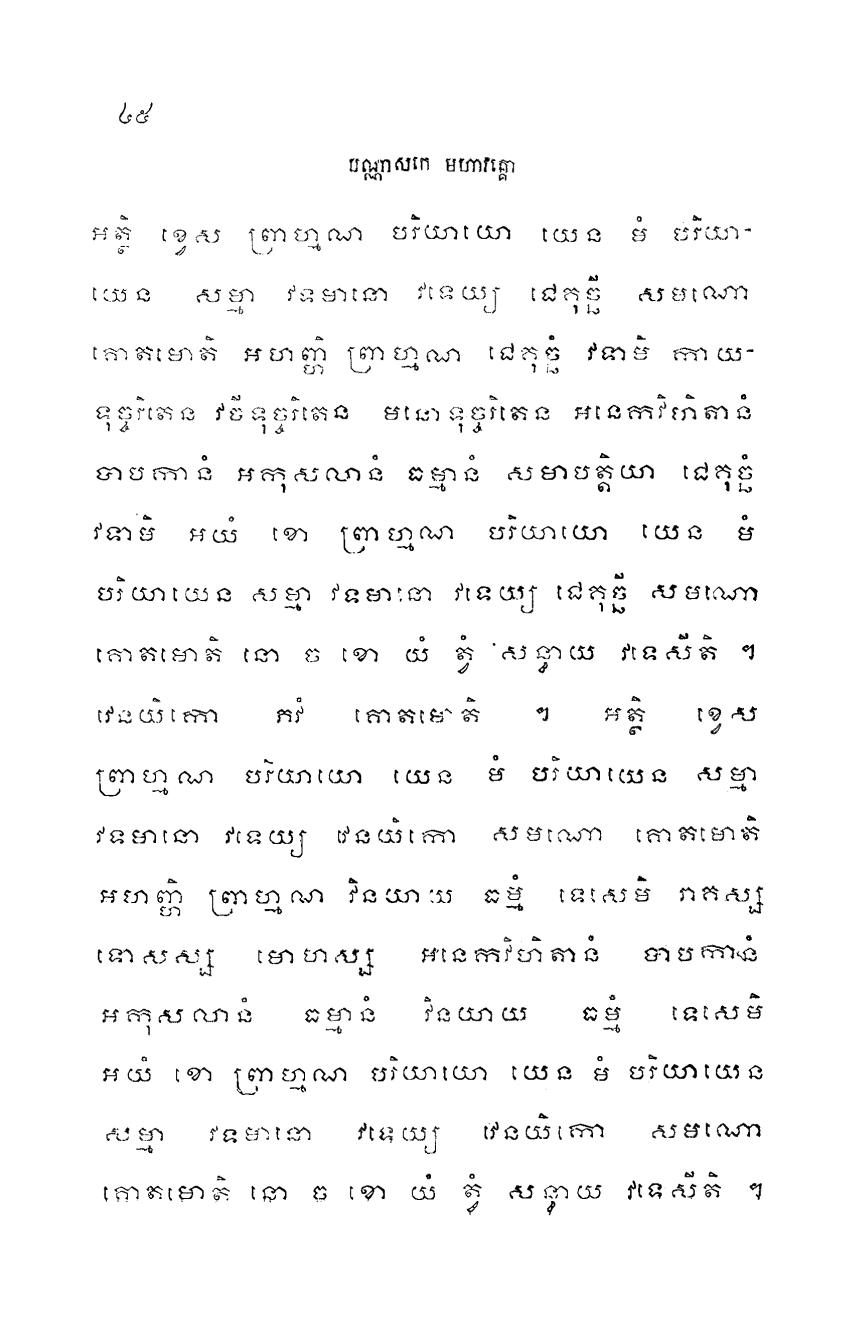 ៤៥
បណ្ណាសកេ មហាវគ្គោ
អត្ថិ ខ្វេស ព្រាហ្មណ បរិយាយោ យេន មំ បរិយា-
យេន សម្មា វទមានោ វទេយ្យ ជេគុច្ឆី សមណោ
គោតមោតិ អហញ្ហិ ព្រាហ្មណ ជេគុច្ឆំ វទាមិ កាយ-
ទុច្ចរិតេន វចីទុច្ចរិតេន មនោទុច្ចរិតេន អនេកវិហិតានំ
បាបកានំ អកុសលានំ ធម្មានំ សមាបត្តិយា ជេគុច្ឆំ
វទាមិ អយំ ខោ ព្រាហ្មណ បរិយាយោ យេន មំ
បរិយាយេន សម្មា វទមានោ វទេយ្យ ជេគុច្ឆី សមណោ
គោតមោតិ នោ ច ខោ យំ ត្វំ សន្ធាយ វទេសីតិ ។
វេនយិកោ ភវំ គោតមោតិ ។ អត្ថិ ខ្វេស
ព្រាហ្មណ បរិយាយោ យេន មំ បរិយាយេន សម្មា
វទមានោ វទេយ្យ វេនយិកោ សមណោ គោតមោតិ
អហញ្ហិ ព្រាហ្មណ វិនយាយ ធម្មំ ទេសេមិ រាគស្ស
ទោសស្ស មោហស្ស អនេកវិហិតានំ បាបកានំ
អកុសលានំ ធម្មានំ វិនយាយ ធម្មំ ទេសេមិ
អយំ ខោ ព្រាហ្មណ បរិយាយោ យេន មំ បរិយាយេន
សម្មា វទមានោ វទេយ្យ វេនយិកោ សមណោ
គោតមោតិ នោ ច ខោ យំ ត្វំ សន្ធាយ វទេសីតិ ។